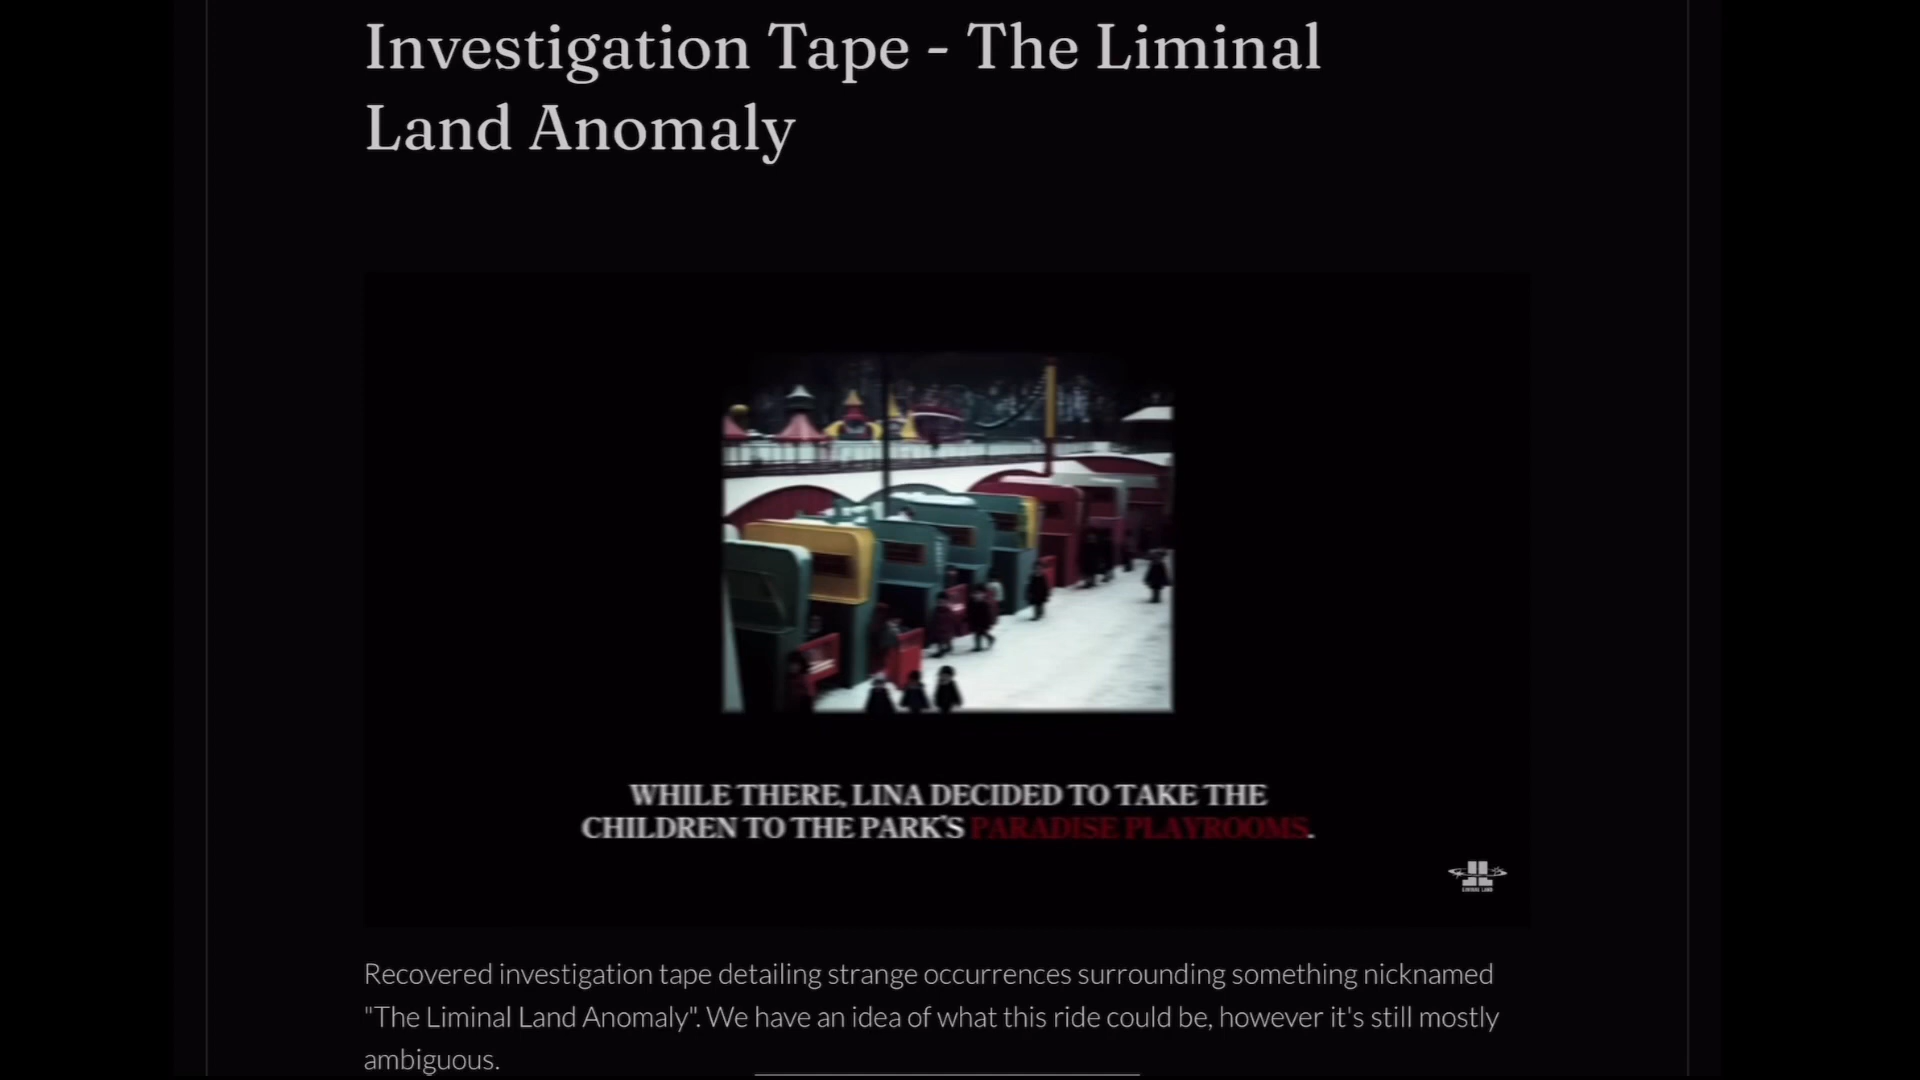 Investigation Tape - The Liminal
Land Anomaly
WHILE THERE, LINA DECIDED TO TAKE THE
CHILDREN TO THE PARK'S PARADISE PLAYROOMS.
LIMINAL LAND
Recovered investigation tape detailing strange occurrences surrounding something nicknamed
"The Liminal Land Anomaly". We have an idea of what this ride could be, however it's still mostly
ambiguous.